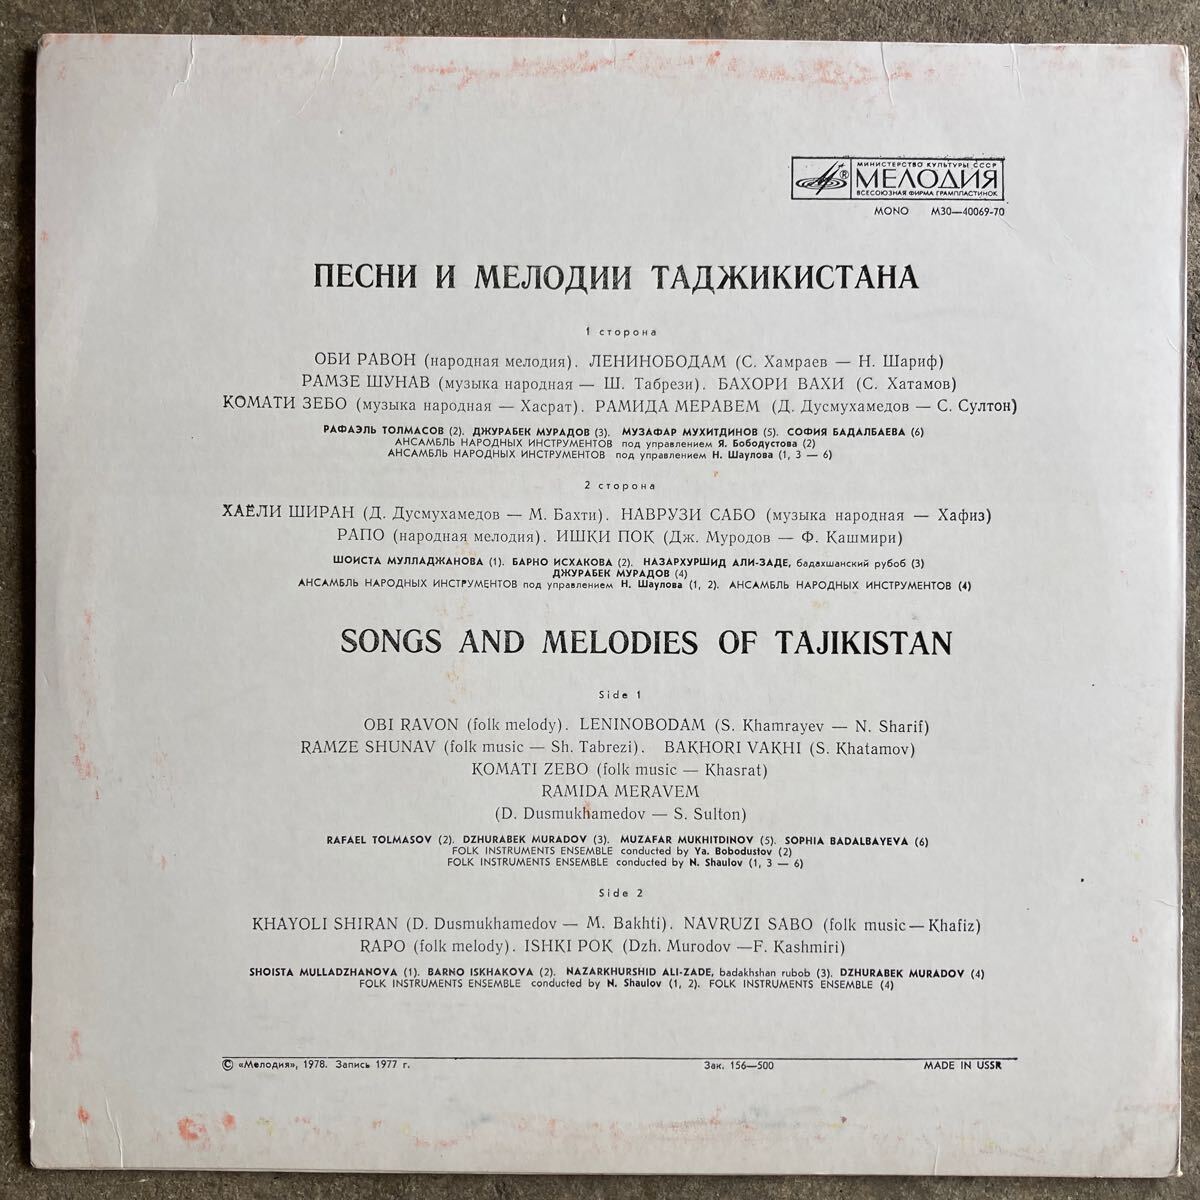 МИНИСТЕРСТВО КУЛЬТУРЫ СССР
® МЕЛОДИЯ
ВСЕСОЮЗНАЯ ФИРМА ГРАМПЛАСТИНОК
MONO М30—40069-70
ПЕСНИ И МЕЛОДИИ ТАДЖИКИСТАНА
1 сторона
ОБИ РАВОН (народная мелодия). ЛЕНИНОБОДАМ (С. Хамраев — Н. Шариф)
РАМЗЕ ШУНАВ (музыка народная — Ш. Табрези). БАХОРИ ВАХИ (С. Хатамов)
КОМАТИ ЗЕБО (музыка народная — Хасрат). РАМИДА МЕРАВЕМ (Д. Дусмухамедов — С. Султон)
РАФАЭЛЬ ТОЛМАСОВ (2). ДЖУРАБЕК МУРАДОВ (3). МУЗАФАР МУХИТДИНОВ (5). СОФИЯ БАДАЛБАЕВА (6)
АНСАМБЛЬ НАРОДНЫХ ИНСТРУМЕНТОВ под управлением Я. Бободустова (2)
АНСАМБЛЬ НАРОДНЫХ ИНСТРУМЕНТОВ под управлением Н. Шаулова (1, 3 — 6)
2 сторона
ХАЁЛИ ШИРАН (Д. Дусмухамедов — М. Бахти). НАВРУЗИ САБО (музыка народная — Хафиз)
РАПО (народная мелодия). ИШКИ ПОК (Дж. Муродов — Ф. Кашмири)
ШОИСТА МУЛЛАДЖАНОВА (1). БАРНО ИСХАКОВА (2). НАЗАРХУРШИД АЛИ-ЗАДЕ, бадахшанский рубоб (3)
ДЖУРАБЕК МУРАДОВ (4)
АНСАМБЛЬ НАРОДНЫХ ИНСТРУМЕНТОВ под управлением Н. Шаулова (1, 2). АНСАМБЛЬ НАРОДНЫХ ИНСТРУМЕНТОВ (4)
SONGS AND MELODIES OF TAJIKISTAN
Side 1
OBI RAVON (folk melody). LENINOBODAM (S. Khamrayev — N. Sharif)
RAMZE SHUNAV (folk music — Sh. Tabrezi). BAKHORI VAKHI (S. Khatamov)
KOMATI ZEBO (folk music — Khasrat)
RAMIDA MERAVEM
(D. Dusmukhamedov — S. Sulton)
RAFAEL TOLMASOV (2). DZHURABEK MURADOV (3). MUZAFAR MUKHITDINOV (5). SOPHIA BADALBAYEVA (6)
FOLK INSTRUMENTS ENSEMBLE conducted by Ya. Bobodustov (2)
FOLK INSTRUMENTS ENSEMBLE conducted by N. Shaulov (1, 3 — 6)
Side 2
KHAYOLI SHIRAN (D. Dusmukhamedov — M. Bakhti). NAVRUZI SABO (folk music — Khafiz)
RAPO (folk melody). ISHKI POK (Dzh. Murodov — F. Kashmiri)
SHOISTA MULLADZHANOVA (1). BARNO ISKHAKOVA (2). NAZARKHURSHID ALI-ZADE, badakhshan rubob (3). DZHURABEK MURADOV (4)
FOLK INSTRUMENTS ENSEMBLE conducted by N. Shaulov (1, 2). FOLK INSTRUMENTS ENSEMBLE (4)
© «Мелодия», 1978. Запись 1977 г. Зак. 156—500 MADE IN USSR